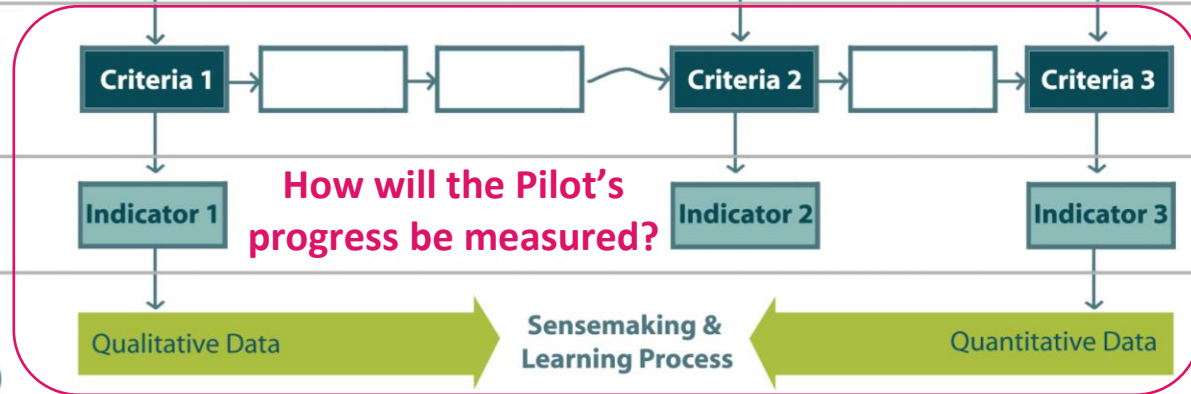 Criteria 1
Criteria 2
Criteria 3
How will the Pilot’s
progress be measured?
Indicator 1
Indicator 2
Indicator 3
Qualitative Data
Sensemaking &
Learning Process
Quantitative Data